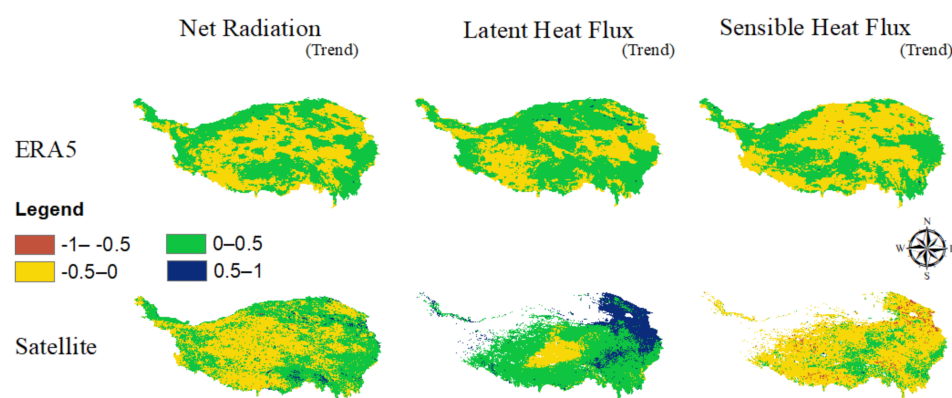 Net Radiation
(Trend)
Latent Heat Flux
(Trend)
Sensible Heat Flux
(Trend)
ERA5
Legend
-1– -0.5
0–0.5
-0.5–0
0.5–1
N
W
E
S
Satellite